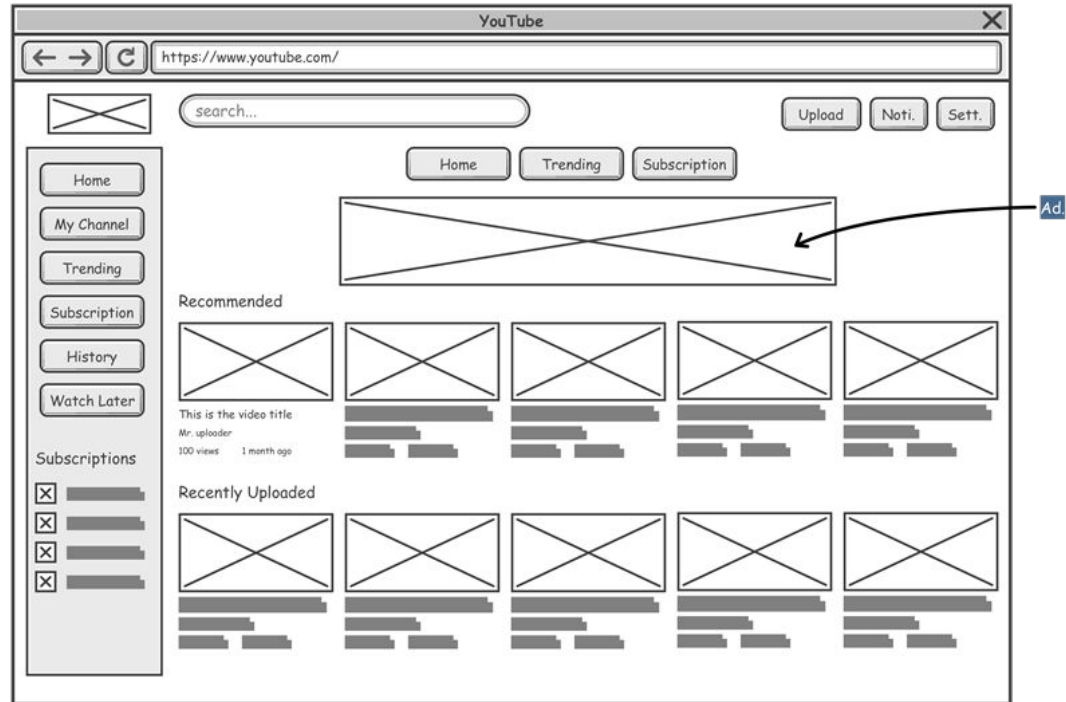 YouTube
https://www.youtube.com/
search...
Upload
Noti.
Sett.
Home
Trending
Subscription
Home
My Channel
Trending
Subscription
History
Watch Later
Subscriptions
Ad.
Recommended
This is the video title
Mr. uploader
100 views 1 month ago
Recently Uploaded